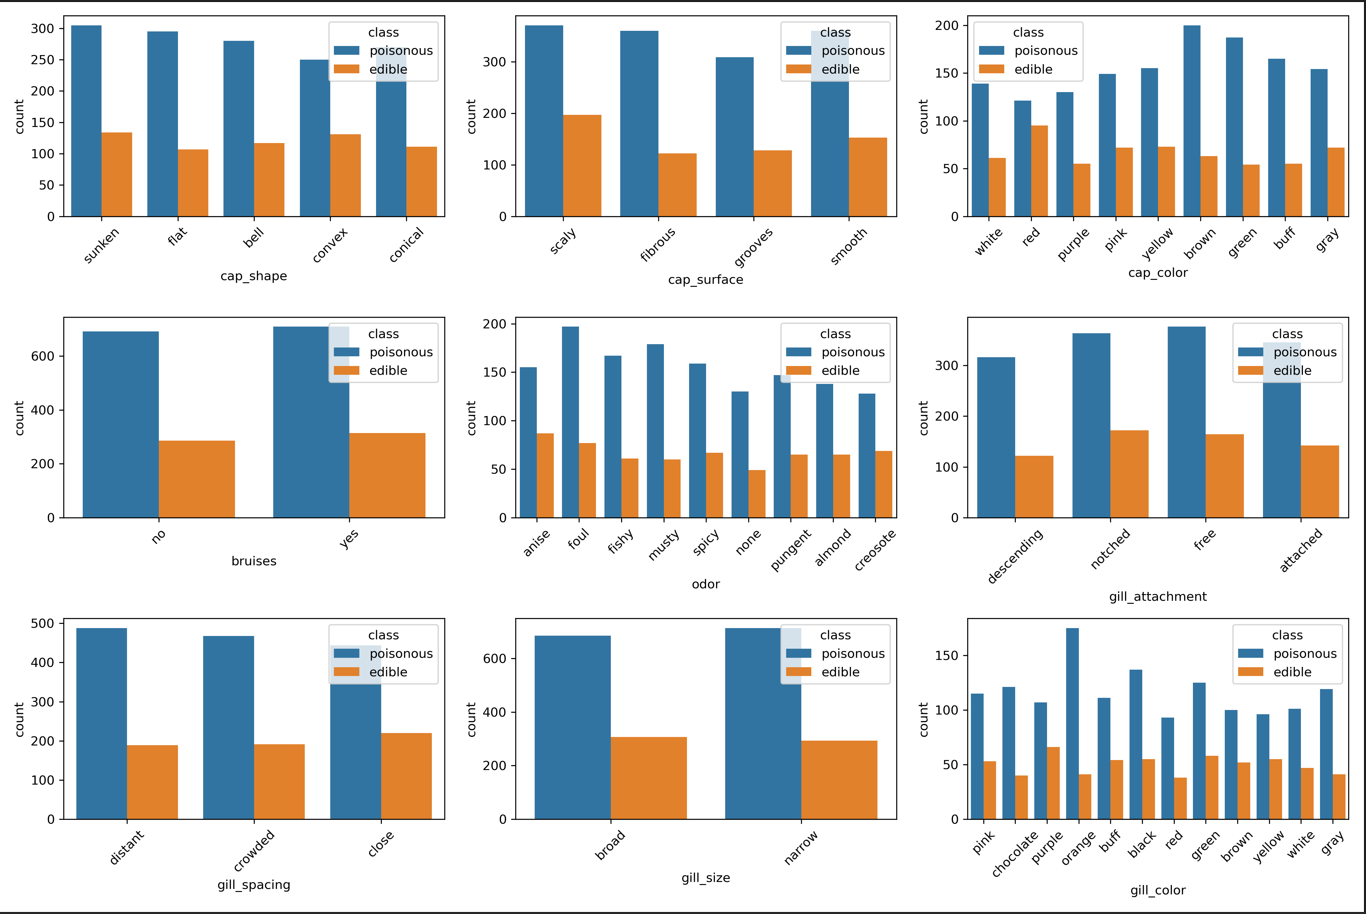 300
250
200
150
100
50
0
count
class
poisonous
edible
sunken
flat
bell
convex
conical
cap_shape
300
200
100
0
count
class
poisonous
edible
scaly
fibrous
grooves
smooth
cap_surface
200
150
100
50
0
count
class
poisonous
edible
white
red
purple
pink
yellow
brown
green
buff
gray
cap_color
600
400
200
0
count
class
poisonous
edible
no
yes
bruises
200
150
100
50
0
count
class
poisonous
edible
anise
foul
fishy
musty
spicy
none
pungent
almond
creosote
odor
300
200
100
0
count
class
poisonous
edible
descending
notched
free
attached
gill_attachment
500
400
300
200
100
0
count
class
poisonous
edible
distant
crowded
close
gill_spacing
600
400
200
0
count
class
poisonous
edible
broad
narrow
gill_size
150
100
50
0
count
class
poisonous
edible
pink
chocolate
purple
orange
buff
black
red
green
brown
yellow
white
gray
gill_color